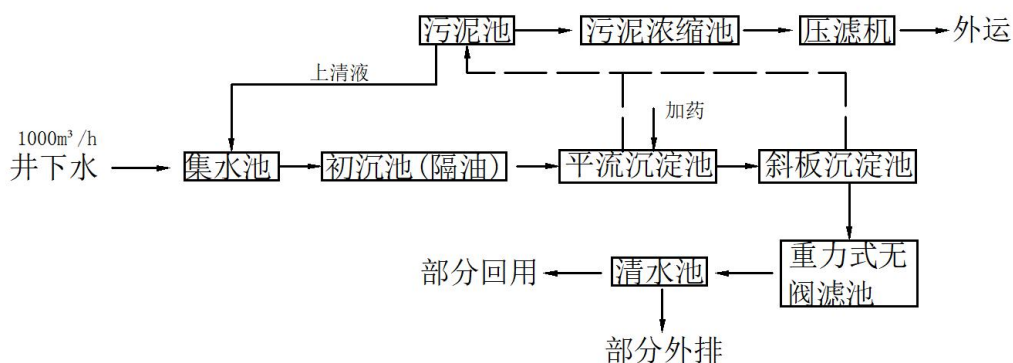 污泥池
污泥浓缩池
压滤机
外运
上清液
加药
1000m³/h
井下水
集水池
初沉池(隔油)
平流沉淀池
斜板沉淀池
重力式无
阀滤池
清水池
部分回用
部分外排